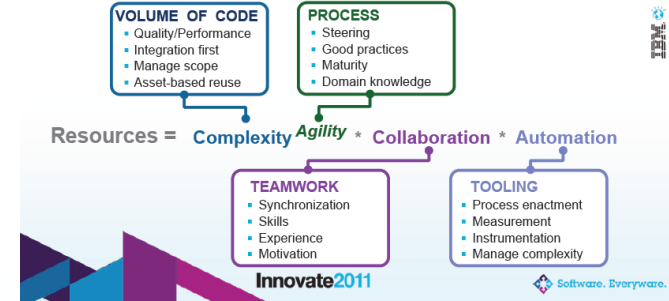 VOLUME OF CODE
Quality/Performance
Integration first
Manage scope
Asset-based reuse
PROCESS
Steering
Good practices
Maturity
Domain knowledge
IBM
Resources = Complexity Agility * Collaboration * Automation
TEAMWORK
Synchronization
Skills
Experience
Motivation
TOOLING
Process enactment
Measurement
Instrumentation
Manage complexity
Innovate2011
Software. Everyware.